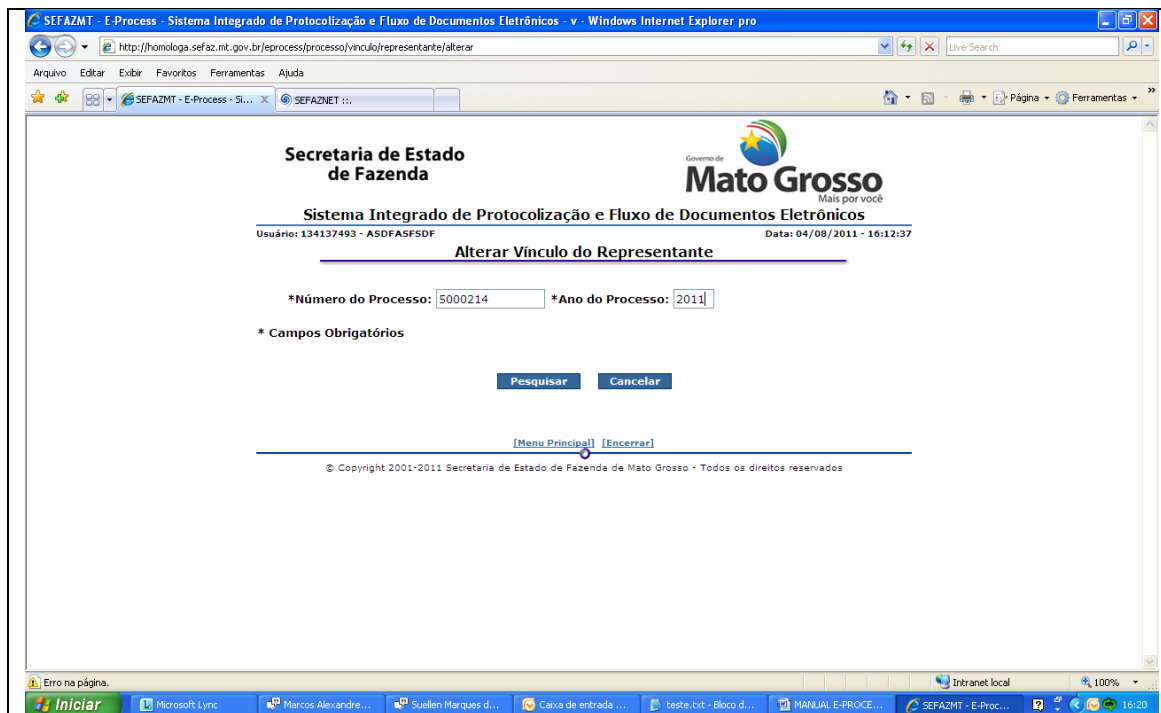 SEFAZMT - E-Process - Sistema Integrado de Protocolização e Fluxo de Documentos Eletrônicos - v - Windows Internet Explorer pro
http://homologa.sefaz.mt.gov.br/eprocess/processo/vinculo/representante/alterar
Live Search
Arquivo Editar Exibir Favoritos Ferramentas Ajuda
SEFAZMT - E-Process - Si... SEFAZNET ::. Página Ferramentas »
Secretaria de Estado
de Fazenda
Governo de
Mato Grosso
Mais por você
Sistema Integrado de Protocolização e Fluxo de Documentos Eletrônicos
Usuário: 134137493 - ASDFASFSDF Data: 04/08/2011 - 16:12:37
Alterar Vínculo do Representante
*Número do Processo: 5000214 *Ano do Processo: 2011
* Campos Obrigatórios
Pesquisar Cancelar
[Menu Principal] [Encerrar]
© Copyright 2001-2011 Secretaria de Estado de Fazenda de Mato Grosso - Todos os direitos reservados
Erro na página. Intranet local 100%
Iniciar Microsoft Lync Marcos Alexandre... Suellen Marques d... Caixa de entrada ... teste.txt - Bloco d... MANUAL E-PROCE... SEFAZMT - E-Proc... 16:20